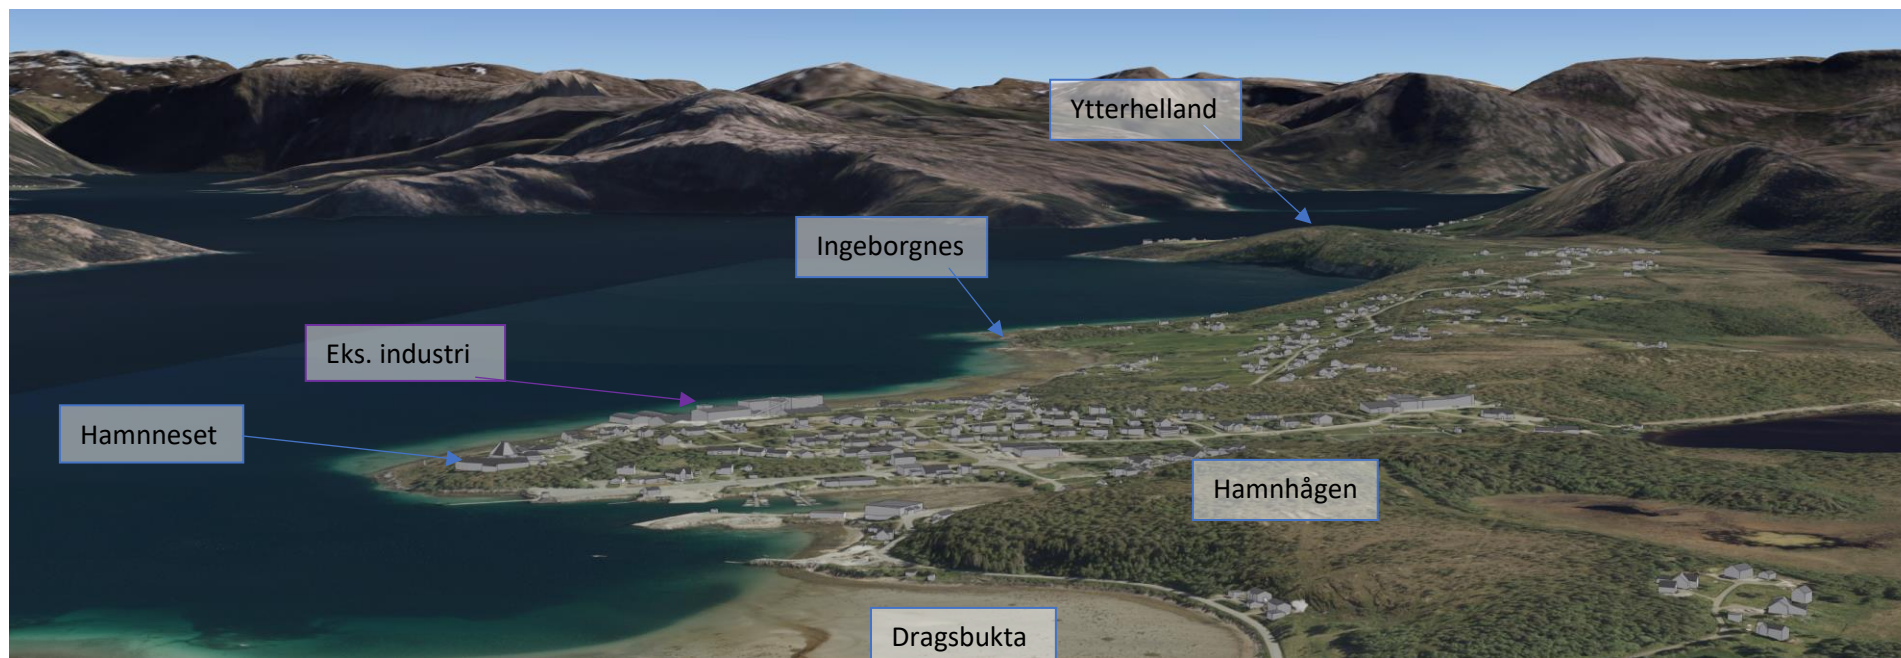 Ytterhelland
Ingeborgnes
Eks. industri
Hamnneset
Hamnhågen
Dragsbukta